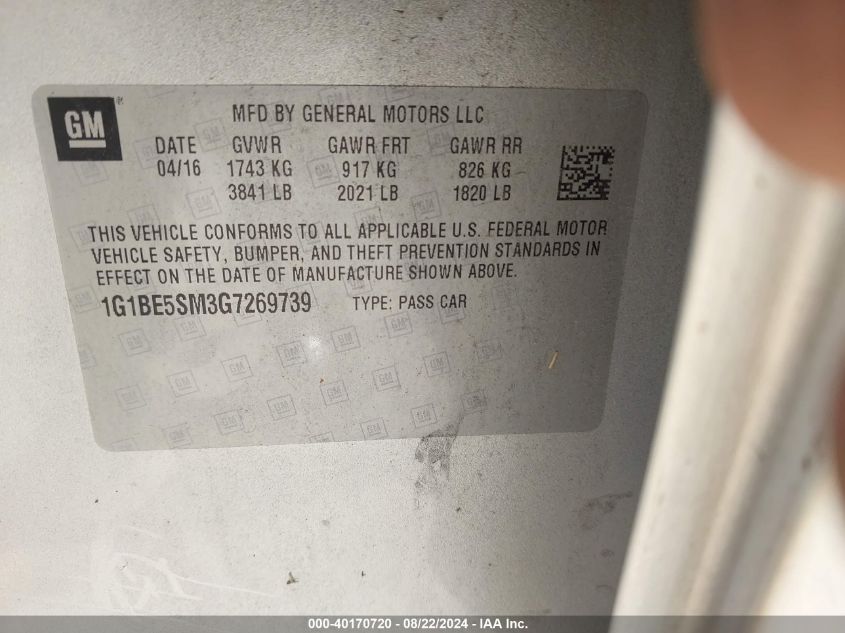 GM ®
MFD BY GENERAL MOTORS LLC
DATE GVWR GAWR FRT GAWR RR
04/16 1743 KG 917 KG 826 KG
3841 LB 2021 LB 1820 LB
THIS VEHICLE CONFORMS TO ALL APPLICABLE U.S. FEDERAL MOTOR
VEHICLE SAFETY, BUMPER, AND THEFT PREVENTION STANDARDS IN
EFFECT ON THE DATE OF MANUFACTURE SHOWN ABOVE.
1G1BE5SM3G7269739 TYPE: PASS CAR
000-40170720 - 08/22/2024 - IAA Inc.